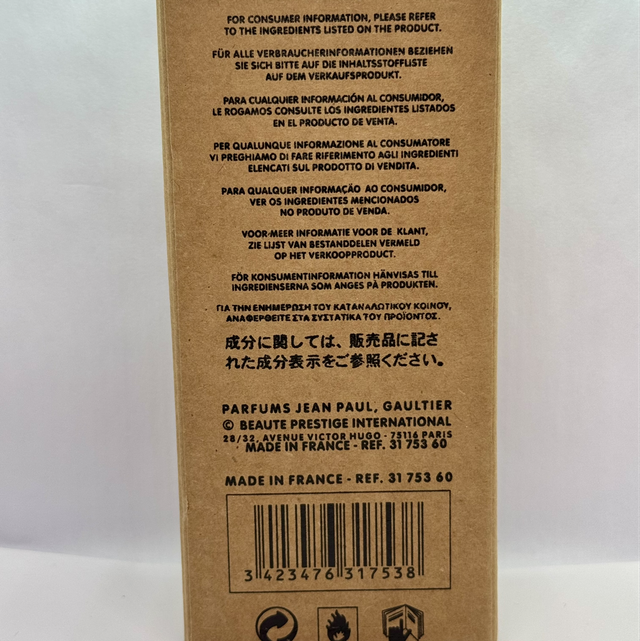 FOR CONSUMER INFORMATION, PLEASE REFER
TO THE INGREDIENTS LISTED ON THE PRODUCT.
FÜR ALLE VERBRAUCHERINFORMATIONEN BEZIEHEN
SIE SICH BITTE AUF DIE INHALTSSTOFFLISTE
AUF DEM VERKAUFSPRODUKT.
PARA CUALQUIER INFORMACIÓN AL CONSUMIDOR,
LE ROGAMOS CONSULTE LOS INGREDIENTES LISTADOS
EN EL PRODUCTO DE VENTA.
PER QUALUNQUE INFORMAZIONE AL CONSUMATORE
VI PREGHIAMO DI FARE RIFERIMENTO AGLI INGREDIENTI
ELENCATI SUL PRODOTTO DI VENDITA.
PARA QUALQUER INFORMAÇÃO AO CONSUMIDOR,
VER OS INGREDIENTES MENCIONADOS
NO PRODUTO DE VENDA.
VOOR MEER INFORMATIE VOOR DE KLANT,
ZIE LIJST VAN BESTANDDELEN VERMELD
OP HET VERKOOPPRODUCT.
FÖR KONSUMENTINFORMATION HÄNVISAS TILL
INGREDIENSERNA SOM ANGES PÅ PRODUKTEN.
ΓΙΑ ΤΗΝ ΕΝΗΜΕΡΩΣΗ ΤΟΥ ΚΑΤΑΝΑΛΩΤΙΚΟΥ ΚΟΙΝΟΥ,
ΑΝΑΦΕΡΘΕΙΤΕ ΣΤΑ ΣΥΣΤΑΤΙΚΑ ΤΟΥ ΠΡΟΪΟΝΤΟΣ.
成分に関しては、販売品に記さ
れた成分表示をご参照ください。
PARFUMS JEAN PAUL, GAULTIER
© BEAUTE PRESTIGE INTERNATIONAL
28/32, AVENUE VICTOR HUGO - 75116 PARIS
MADE IN FRANCE - REF. 31 753 60
MADE IN FRANCE - REF. 31 753 60
3 423476 317538